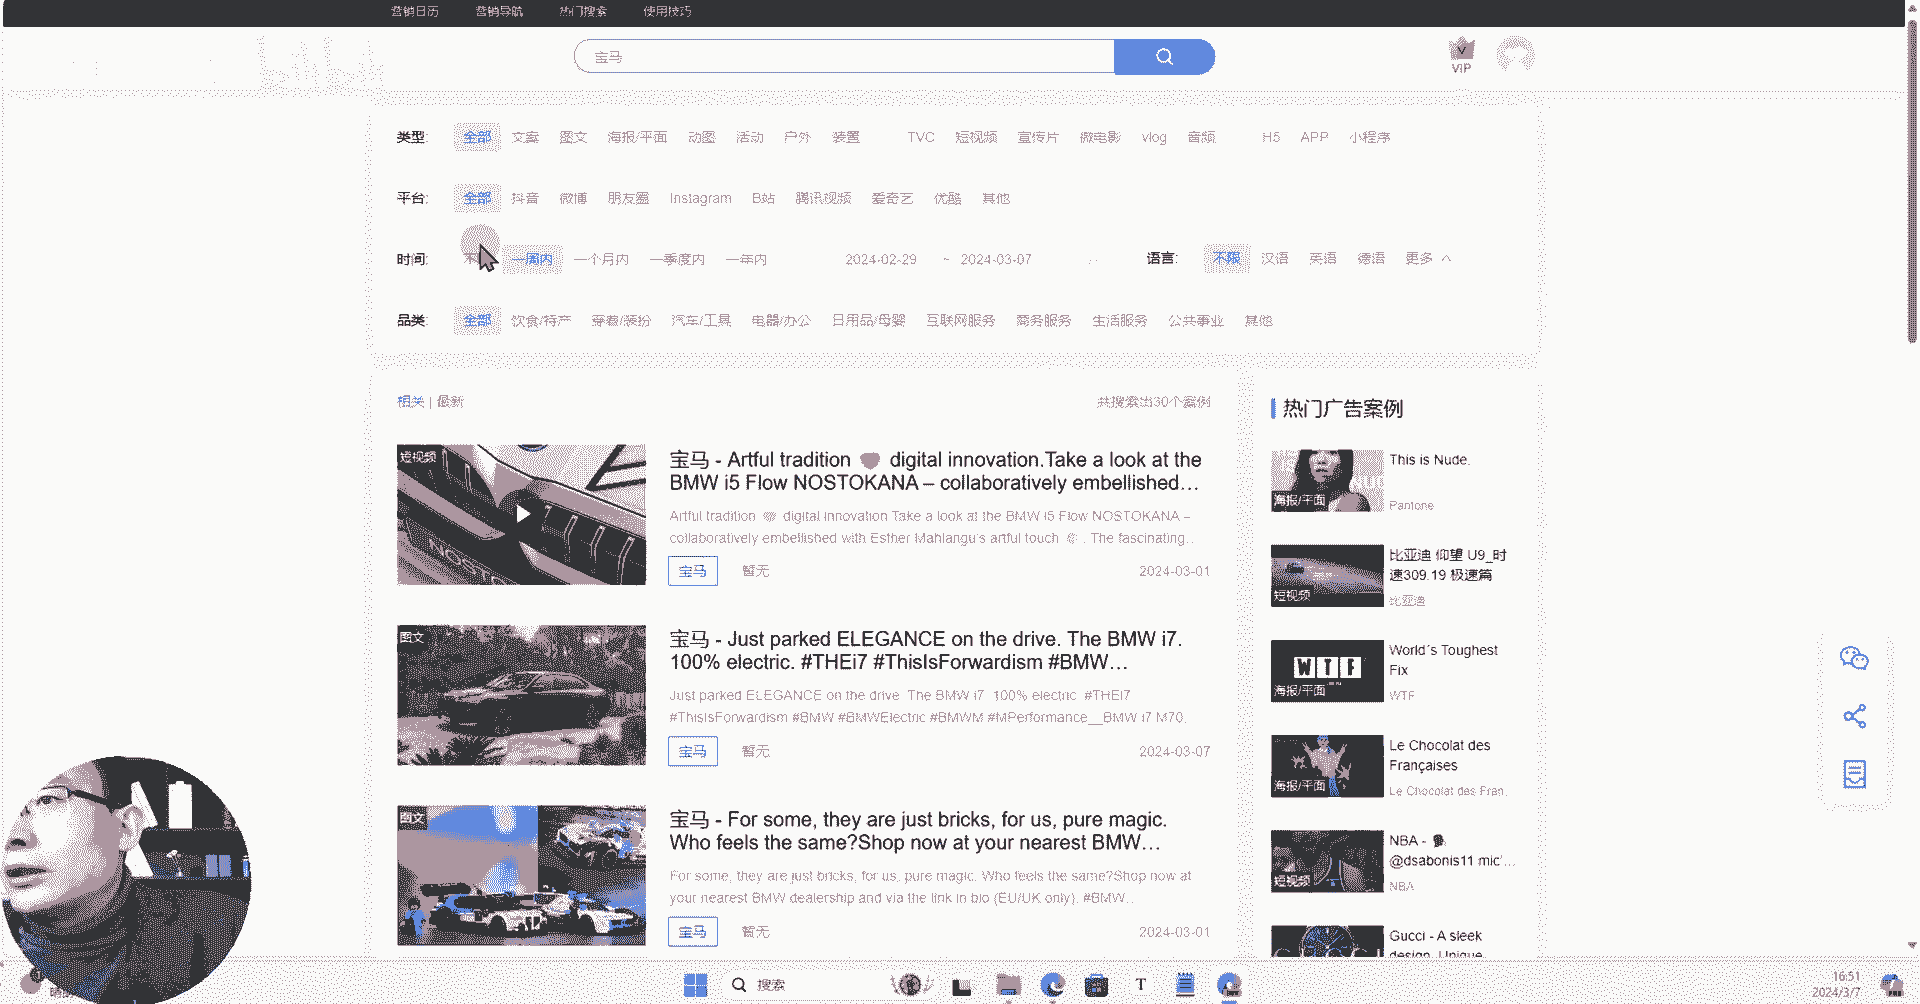 营销日历 营销导航 热门搜索 使用技巧
宝马
VIP
类型: 全部 文案 图文 海报/平面 动图 活动 户外 装置 TVC 短视频 宣传片 微电影 vlog 音频 H5 APP 小程序
平台: 全部 抖音 微博 朋友圈 Instagram B站 腾讯视频 爱奇艺 优酷 其他
时间: 一周内 一个月内 一季度内 一年内 2024-02-29 ~ 2024-03-07 语言: 不限 汉语 英语 德语 更多
品类: 全部 饮食/特产 穿着/装扮 汽车/工具 电器/办公 日用品/母婴 互联网服务 商务服务 生活服务 公共事业 其他
相关 | 最新 共搜索出30个案例
短视频
NOSTO
宝马 - Artful tradition digital innovation.Take a look at the
BMW i5 Flow NOSTOKANA – collaboratively embellished…
Artful tradition digital innovation Take a look at the BMW i5 Flow NOSTOKANA –
collaboratively embellished with Esther Mahlangu's artful touch . The fascinating..
宝马 暂无 2024-03-01
图文
宝马 - Just parked ELEGANCE on the drive. The BMW i7.
100% electric. #THEi7 #ThisIsForwardism #BMW…
Just parked ELEGANCE on the drive. The BMW i7. 100% electric. #THEI7
#ThisIsForwardism #BMW #BMWElectric #BMWM #MPerformance__BMW i7 M70.
宝马 暂无 2024-03-07
图文
宝马 - For some, they are just bricks, for us, pure magic.
Who feels the same?Shop now at your nearest BMW…
For some, they are just bricks, for us, pure magic. Who feels the same?Shop now at
your nearest BMW dealership and via the link in bio (EU/UK only). #BMW..
宝马 暂无 2024-03-01
热门广告案例
海报/平面
This is Nude.
Pantone
短视频
比亚迪 仰望 U9_时
速309.19 极速篇
比亚迪
WTF
海报/平面
World´s Toughest
Fix
WTF
海报/平面
Le Chocolat des
Françaises
Le Chocolat des Fran.
短视频
NBA -
@dsabonis11 mic'…
NBA
Gucci - A sleek
design. Unique
搜索
T
16:51
2024/3/7